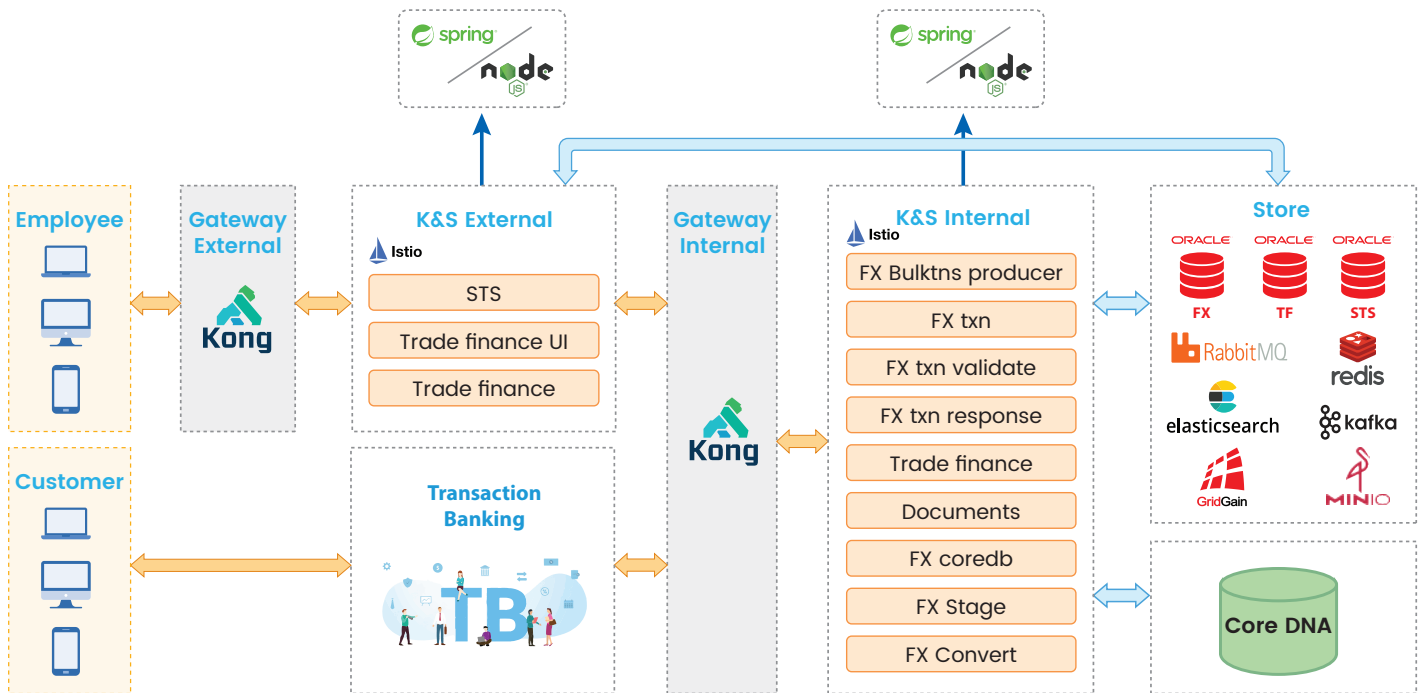 spring
node
JS
spring
node
JS
Employee
Gateway
External
Kong
K&S External
Istio
STS
Trade finance UI
Trade finance
Gateway
Internal
Kong
K&S Internal
Istio
FX Bulktns producer
FX txn
FX txn validate
FX txn response
Trade finance
Documents
FX coredb
FX Stage
FX Convert
Store
ORACLE ORACLE ORACLE
FX TF STS
RabbitMQ
redis
elasticsearch
kafka
GridGain
MINIO
Customer
Transaction
Banking
TB
Core DNA